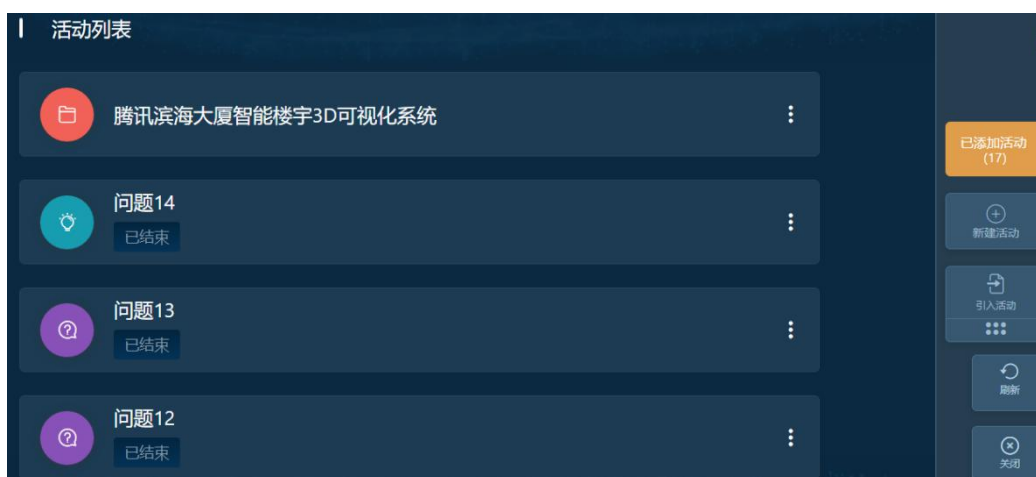 活动列表
腾讯滨海大厦智能楼宇3D可视化系统
问题14
已结束
问题13
已结束
问题12
已结束
已添加活动
(17)
新建活动
引入活动
刷新
关闭